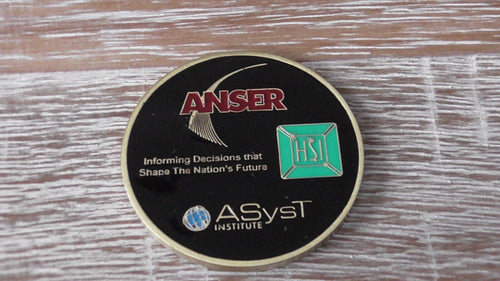 ANSER
Informing Decisions that
Shape The Nation's Future
HSI
ASysT
INSTITUTE